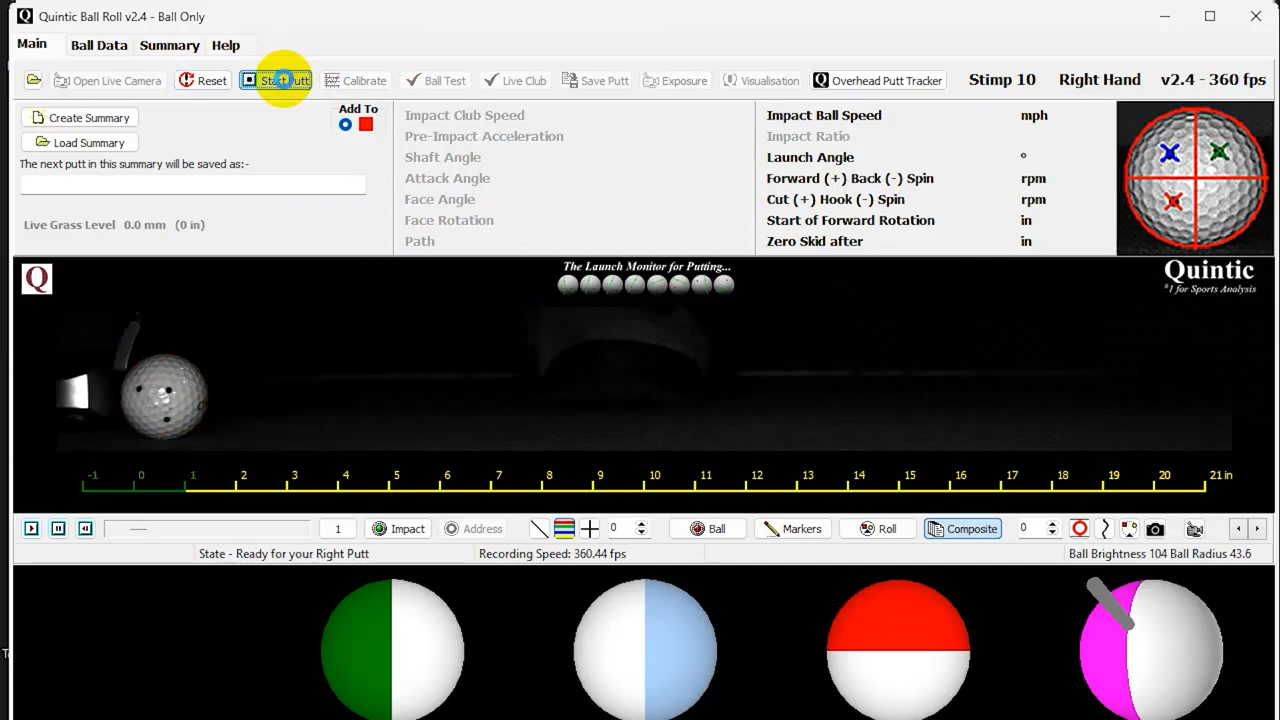 Q Quintic Ball Roll v2.4 - Ball Only
Main Ball Data Summary Help
Open Live Camera Reset Start Putt Calibrate Ball Test Live Club Save Putt Exposure Visualisation Q Overhead Putt Tracker Stimp 10 Right Hand v2.4 - 360 fps
Create Summary
Load Summary
Add To
The next putt in this summary will be saved as:-
Live Grass Level 0.0 mm (0 in)
Impact Club Speed
Pre-Impact Acceleration
Shaft Angle
Attack Angle
Face Angle
Face Rotation
Path
Impact Ball Speed mph
Impact Ratio
Launch Angle º
Forward (+) Back (-) Spin rpm
Cut (+) Hook (-) Spin rpm
Start of Forward Rotation in
Zero Skid after in
Q
The Launch Monitor for Putting...
Quintic
#1 for Sports Analysis
-1 0 1 2 3 4 5 6 7 8 9 10 11 12 13 14 15 16 17 18 19 20 21 in
1 Impact Address 0 Ball Markers Roll Composite 0
State - Ready for your Right Putt Recording Speed: 360.44 fps Ball Brightness 104 Ball Radius 43.6